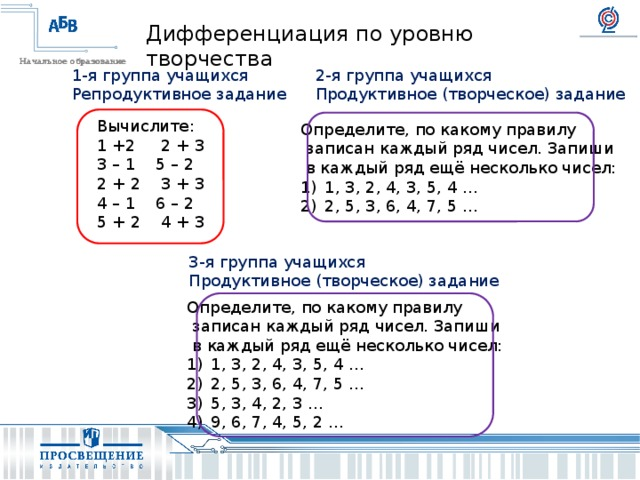 АБВ
Начальное образование
Дифференциация по уровню
творчества
1-я группа учащихся
Репродуктивное задание
Вычислите:
1 +2 2 + 3
3 – 1 5 – 2
2 + 2 3 + 3
4 – 1 6 – 2
5 + 2 4 + 3
2-я группа учащихся
Продуктивное (творческое) задание
Определите, по какому правилу
записан каждый ряд чисел. Запиши
в каждый ряд ещё несколько чисел:
1) 1, 3, 2, 4, 3, 5, 4 …
2) 2, 5, 3, 6, 4, 7, 5 …
3-я группа учащихся
Продуктивное (творческое) задание
Определите, по какому правилу
записан каждый ряд чисел. Запиши
в каждый ряд ещё несколько чисел:
1) 1, 3, 2, 4, 3, 5, 4 …
2) 2, 5, 3, 6, 4, 7, 5 …
3) 5, 3, 4, 2, 3 …
4) 9, 6, 7, 4, 5, 2 …
ПРОСВЕЩЕНИЕ
ИЗДАТЕЛЬСТВО